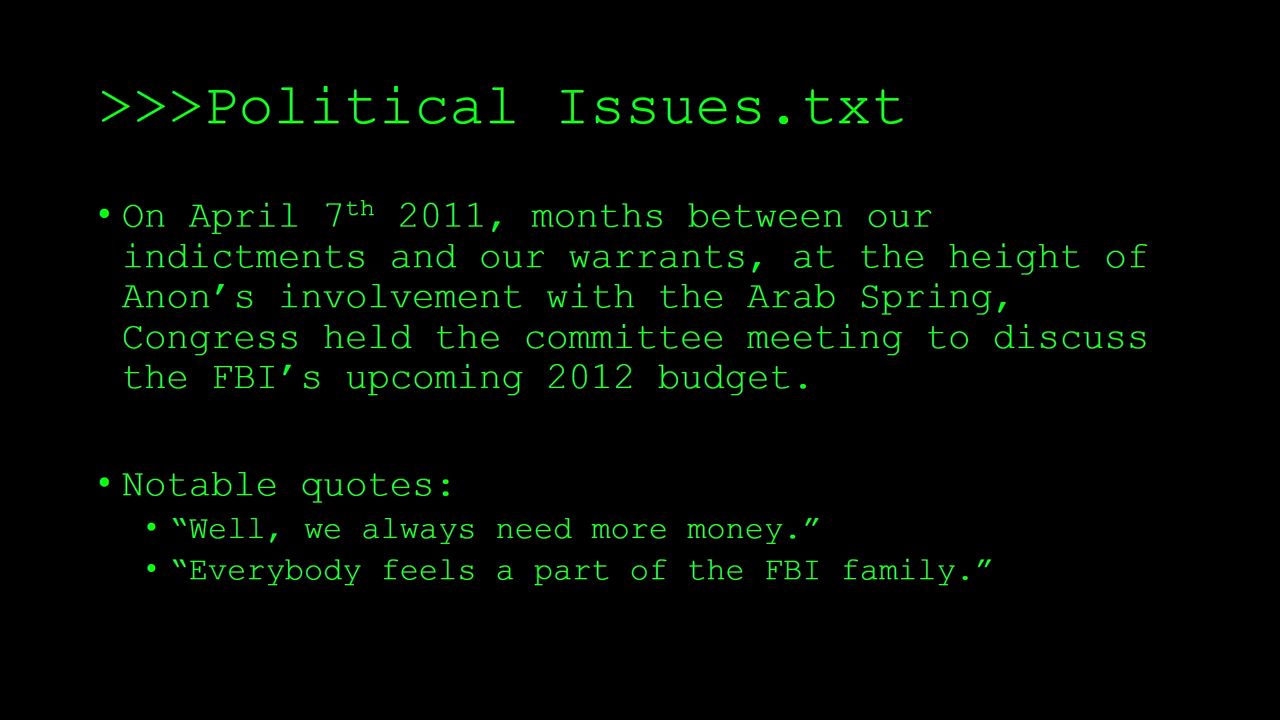 >>>Political Issues.txt
• On April 7th 2011, months between our
indictments and our warrants, at the height of
Anon’s involvement with the Arab Spring,
Congress held the committee meeting to discuss
the FBI’s upcoming 2012 budget.
• Notable quotes:
• “Well, we always need more money.”
• “Everybody feels a part of the FBI family.”